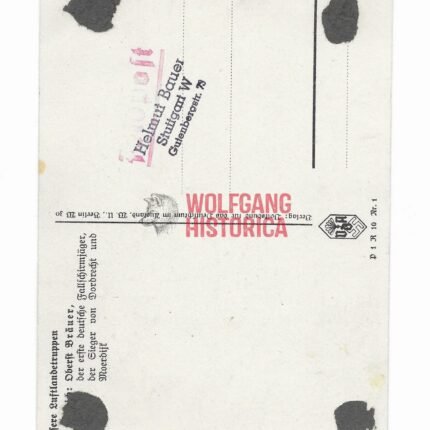 Helmut Bauer
Stuttgart W
Gutenbergstr. 79
WOLFGANG
HISTORICA
Verlag: Volksbund für das Deutschtum im Ausland, W. U. Berlin W 30
VDA
P 1 R 10 Nr. 1
Luftlandetruppen
Oberst Bräuer,
der erste deutsche Fallschirmjäger,
der Sieger von Dordrecht und
Moerdijk